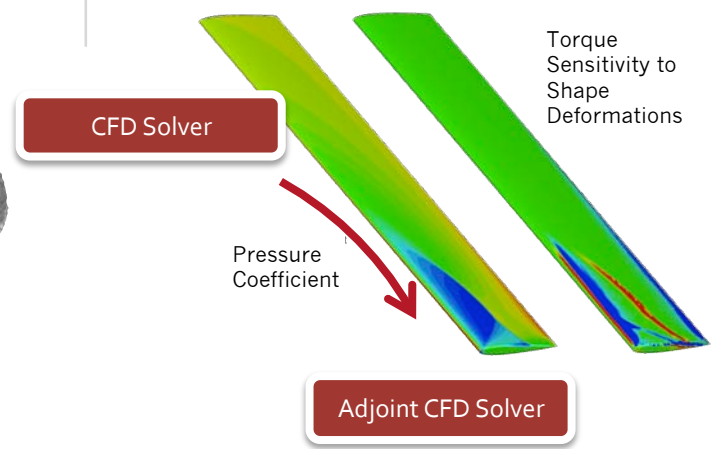 Torque
Sensitivity to
Shape
Deformations
CFD Solver
Pressure
Coefficient
Adjoint CFD Solver